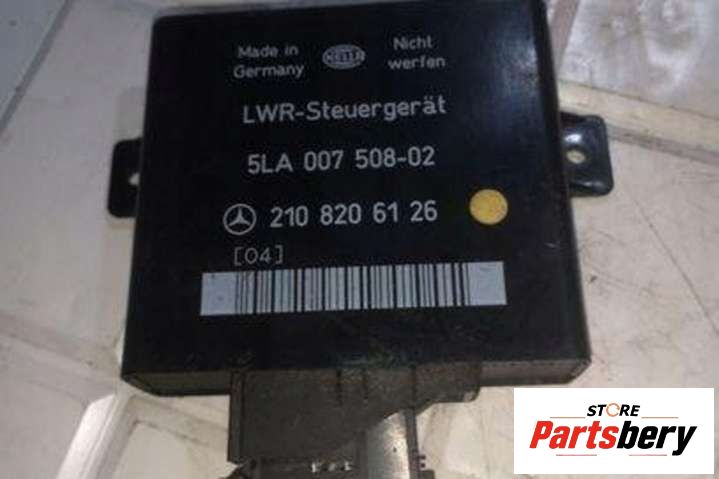 Made in
Germany
HELLA
Nicht
werfen
LWR-Steuergerät
5LA 007 508-02
210 820 61 26
[04]
STORE
Partsbery